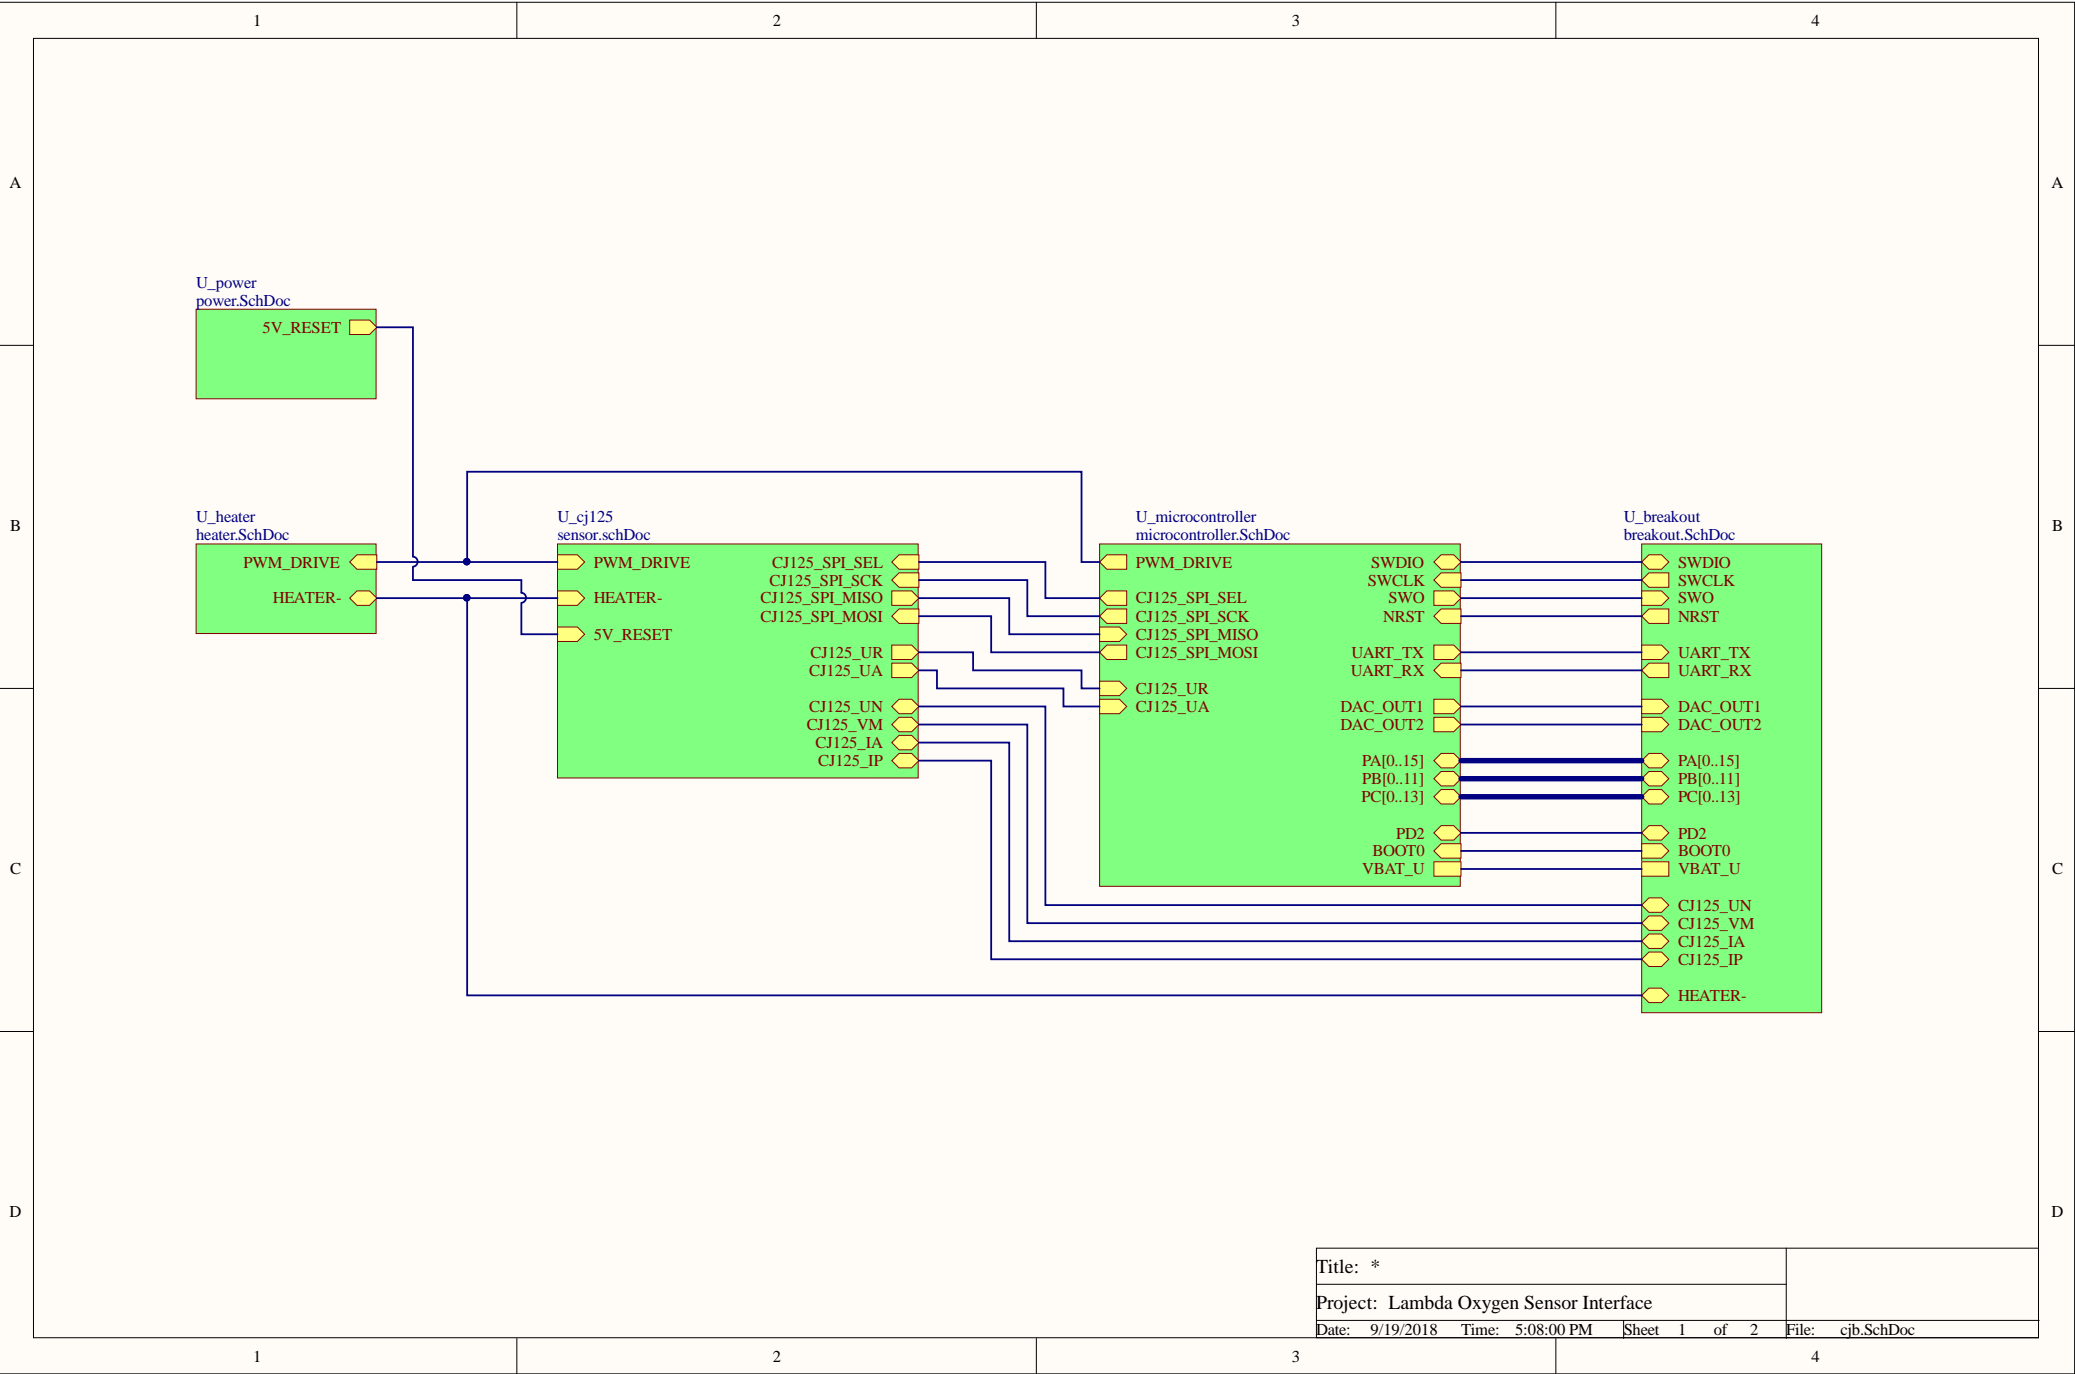 1 2 3 4
A A
U_power
power.SchDoc
5V_RESET
B B
U_heater
heater.SchDoc
PWM_DRIVE
HEATER-
U_cj125
sensor.schDoc
PWM_DRIVE
HEATER-
5V_RESET
CJ125_SPI_SEL
CJ125_SPI_SCK
CJ125_SPI_MISO
CJ125_SPI_MOSI
CJ125_UR
CJ125_UA
CJ125_UN
CJ125_VM
CJ125_IA
CJ125_IP
U_microcontroller
microcontroller.SchDoc
PWM_DRIVE
CJ125_SPI_SEL
CJ125_SPI_SCK
CJ125_SPI_MISO
CJ125_SPI_MOSI
CJ125_UR
CJ125_UA
SWDIO
SWCLK
SWO
NRST
UART_TX
UART_RX
DAC_OUT1
DAC_OUT2
PA[0..15]
PB[0..11]
PC[0..13]
PD2
BOOT0
VBAT_U
U_breakout
breakout.SchDoc
SWDIO
SWCLK
SWO
NRST
UART_TX
UART_RX
DAC_OUT1
DAC_OUT2
PA[0..15]
PB[0..11]
PC[0..13]
PD2
BOOT0
VBAT_U
CJ125_UN
CJ125_VM
CJ125_IA
CJ125_IP
HEATER-
C C
D D
Title: *
Project: Lambda Oxygen Sensor Interface
Date: 9/19/2018 Time: 5:08:00 PM Sheet 1 of 2 File: cjb.SchDoc
1 2 3 4